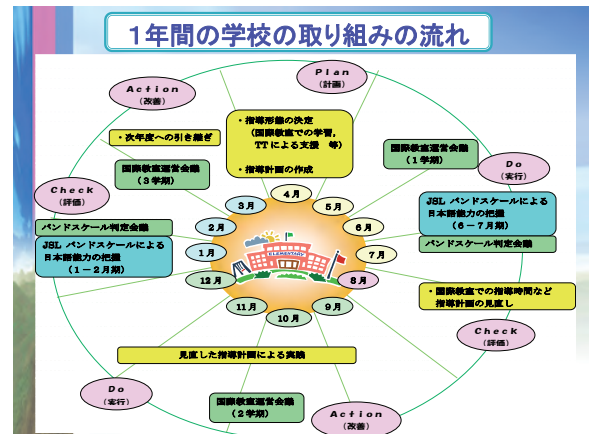 1年間の学校の取り組みの流れ
Plan
(計画)
Action
(改善)
・指導形態の決定
(国際教室での学習,
TTによる支援 等)
・指導計画の作成
・次年度への引き継ぎ
国際教室運営会議
(1学期)
国際教室運営会議
(3学期)
Do
(実行)
Check
(評価)
JSL バンドスケールによる
日本語能力の把握
(6-7月期)
バンドスケール判定会議
バンドスケール判定会議
JSL バンドスケールによる
日本語能力の把握
(1-2月期)
4月
5月
6月
7月
8月
9月
10月
11月
12月
1月
2月
3月
ELEMENTARY
・国際教室での指導時間など
指導計画の見直し
Check
(評価)
見直した指導計画による実践
Do
(実行)
国際教室運営会議
(2学期)
Action
(改善)